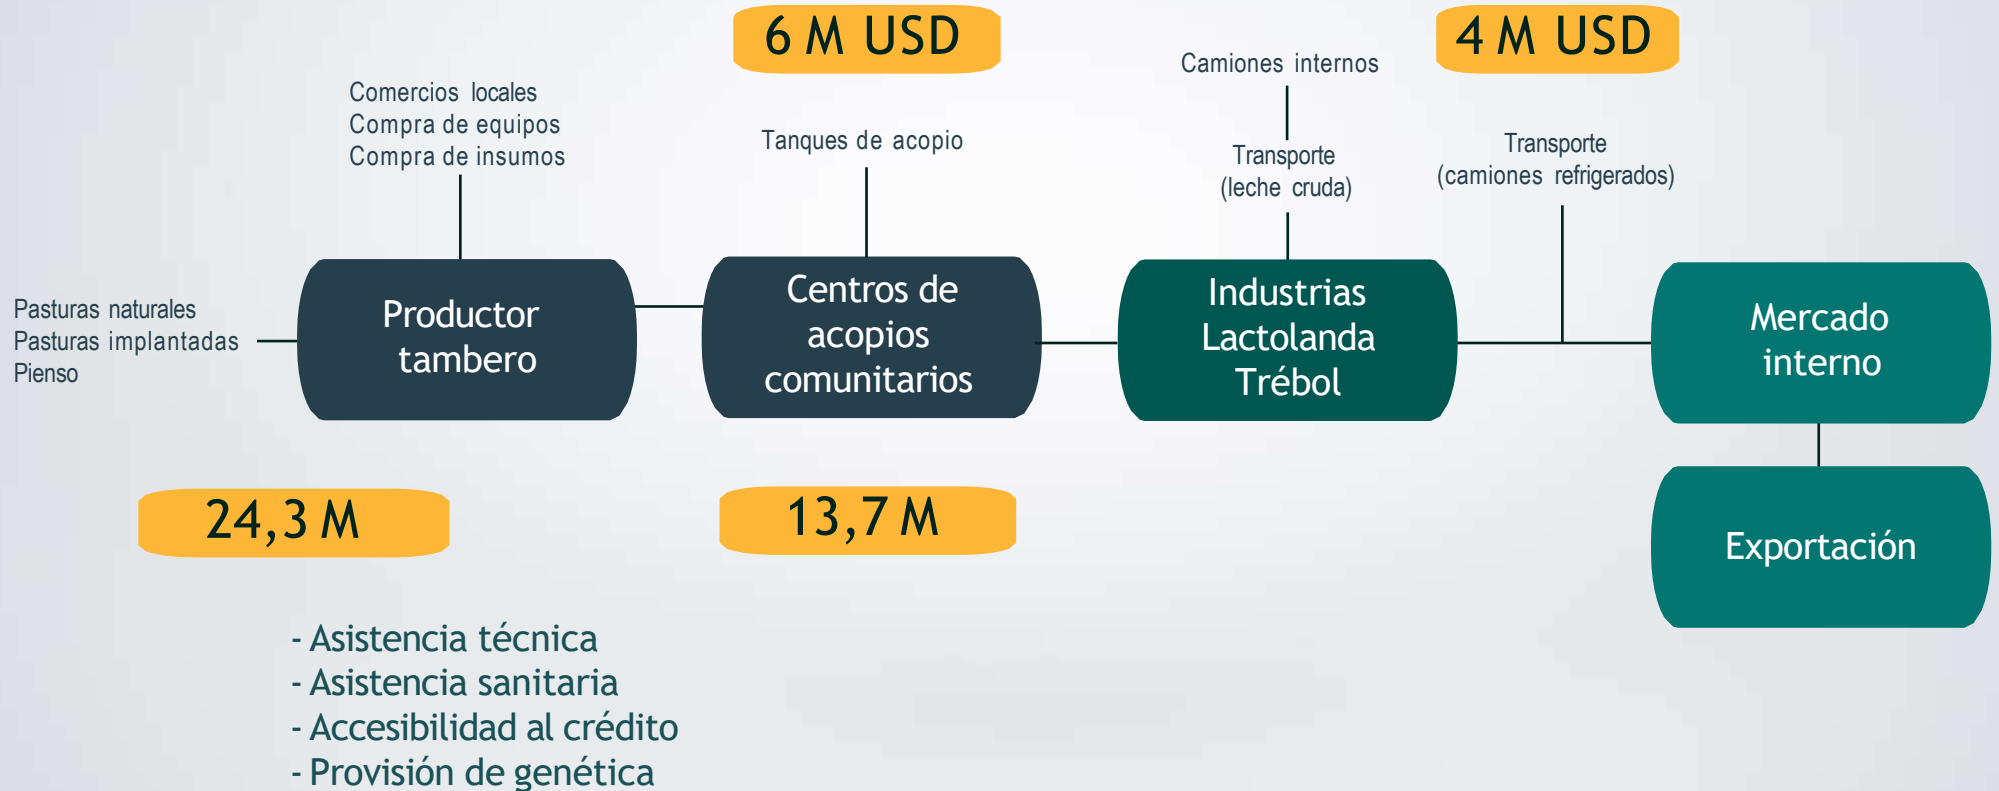 6 M USD
4 M USD
Comercios locales
Compra de equipos
Compra de insumos
Tanques de acopio
Camiones internos
Transporte
(leche cruda)
Transporte
(camiones refrigerados)
Pasturas naturales
Pasturas implantadas
Pienso
Productor
tambero
Centros de
acopios
comunitarios
Industrias
Lactolanda
Trébol
Mercado
interno
Exportación
24,3 M
13,7 M
- Asistencia técnica
- Asistencia sanitaria
- Accesibilidad al crédito
- Provisión de genética